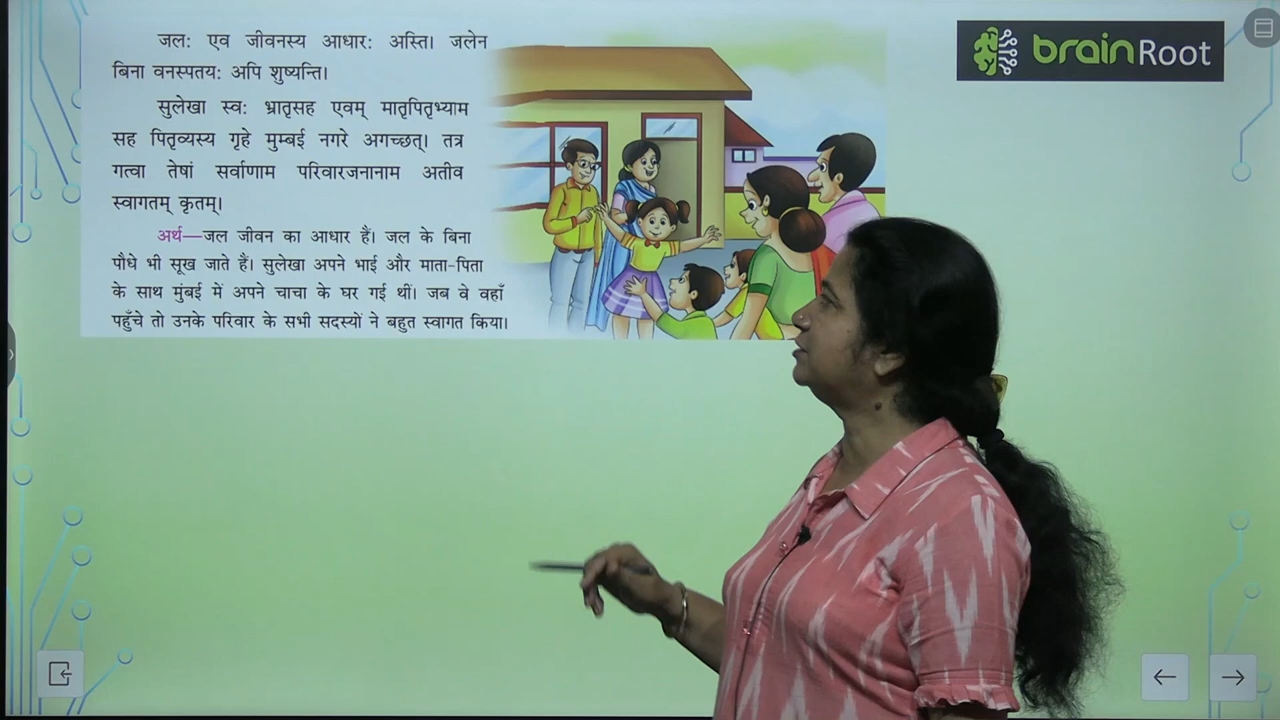 जल: एव जीवनस्य आधार: अस्ति। जलेन
बिना वनस्पतय: अपि शुष्यन्ति।
सुलेखा स्व: भ्रातृसह एवम् मातृपितृभ्याम
सह पितृव्यस्य गृहे मुम्बई नगरे अगच्छत्। तत्र
गत्वा तेषां सर्वाणाम परिवारजनानाम अतीव
स्वागतम् कृतम्।
अर्थ—जल जीवन का आधार हैं। जल के बिना
पौधे भी सूख जाते हैं। सुलेखा अपने भाई और माता-पिता
के साथ मुंबई में अपने चाचा के घर गई थीं। जब वे वहाँ
पहुँचे तो उनके परिवार के सभी सदस्यों ने बहुत स्वागत किया।
brainRoot